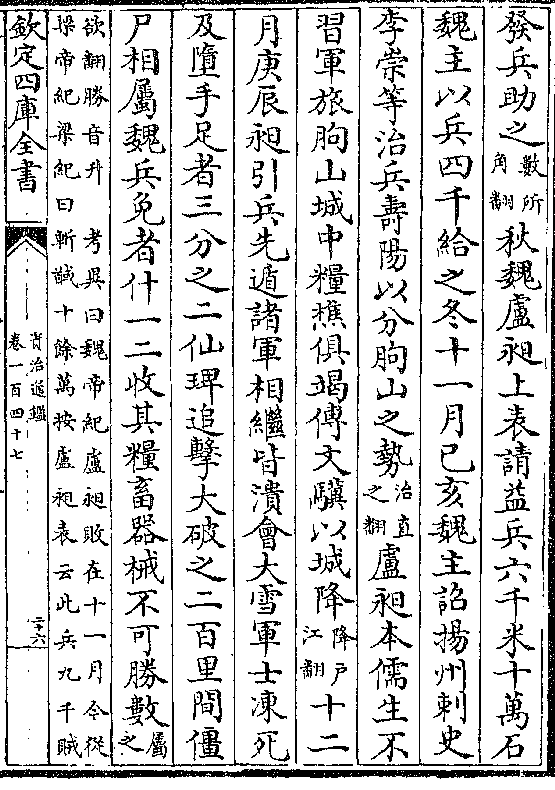 發兵助之數所角翻秋魏盧昶上表請益兵六千米十萬石
魏主以兵四千給之冬十一月己亥魏主詔揚州刺史
李崇等治兵壽陽以分朐山之勢治直之翻盧昶本儒生不
習軍旅朐山城中糧樵俱竭傅文驥以城降降戶江翻十二
月庚辰昶引兵先遁諸軍相繼皆潰會大雪軍士凍死
及墮手足者三分之二仙琕追擊大破之二百里間僵
尸相屬魏兵免者什一二收其糧畜器械不可勝數屬之
欲翻勝音升　考異曰魏帝紀盧昶敗在十一月今從
梁帝紀梁紀曰斬馘十餘萬按盧昶表云此兵九千賊
欽定四庫全書
資治通鑑
卷一百四十七
二十六